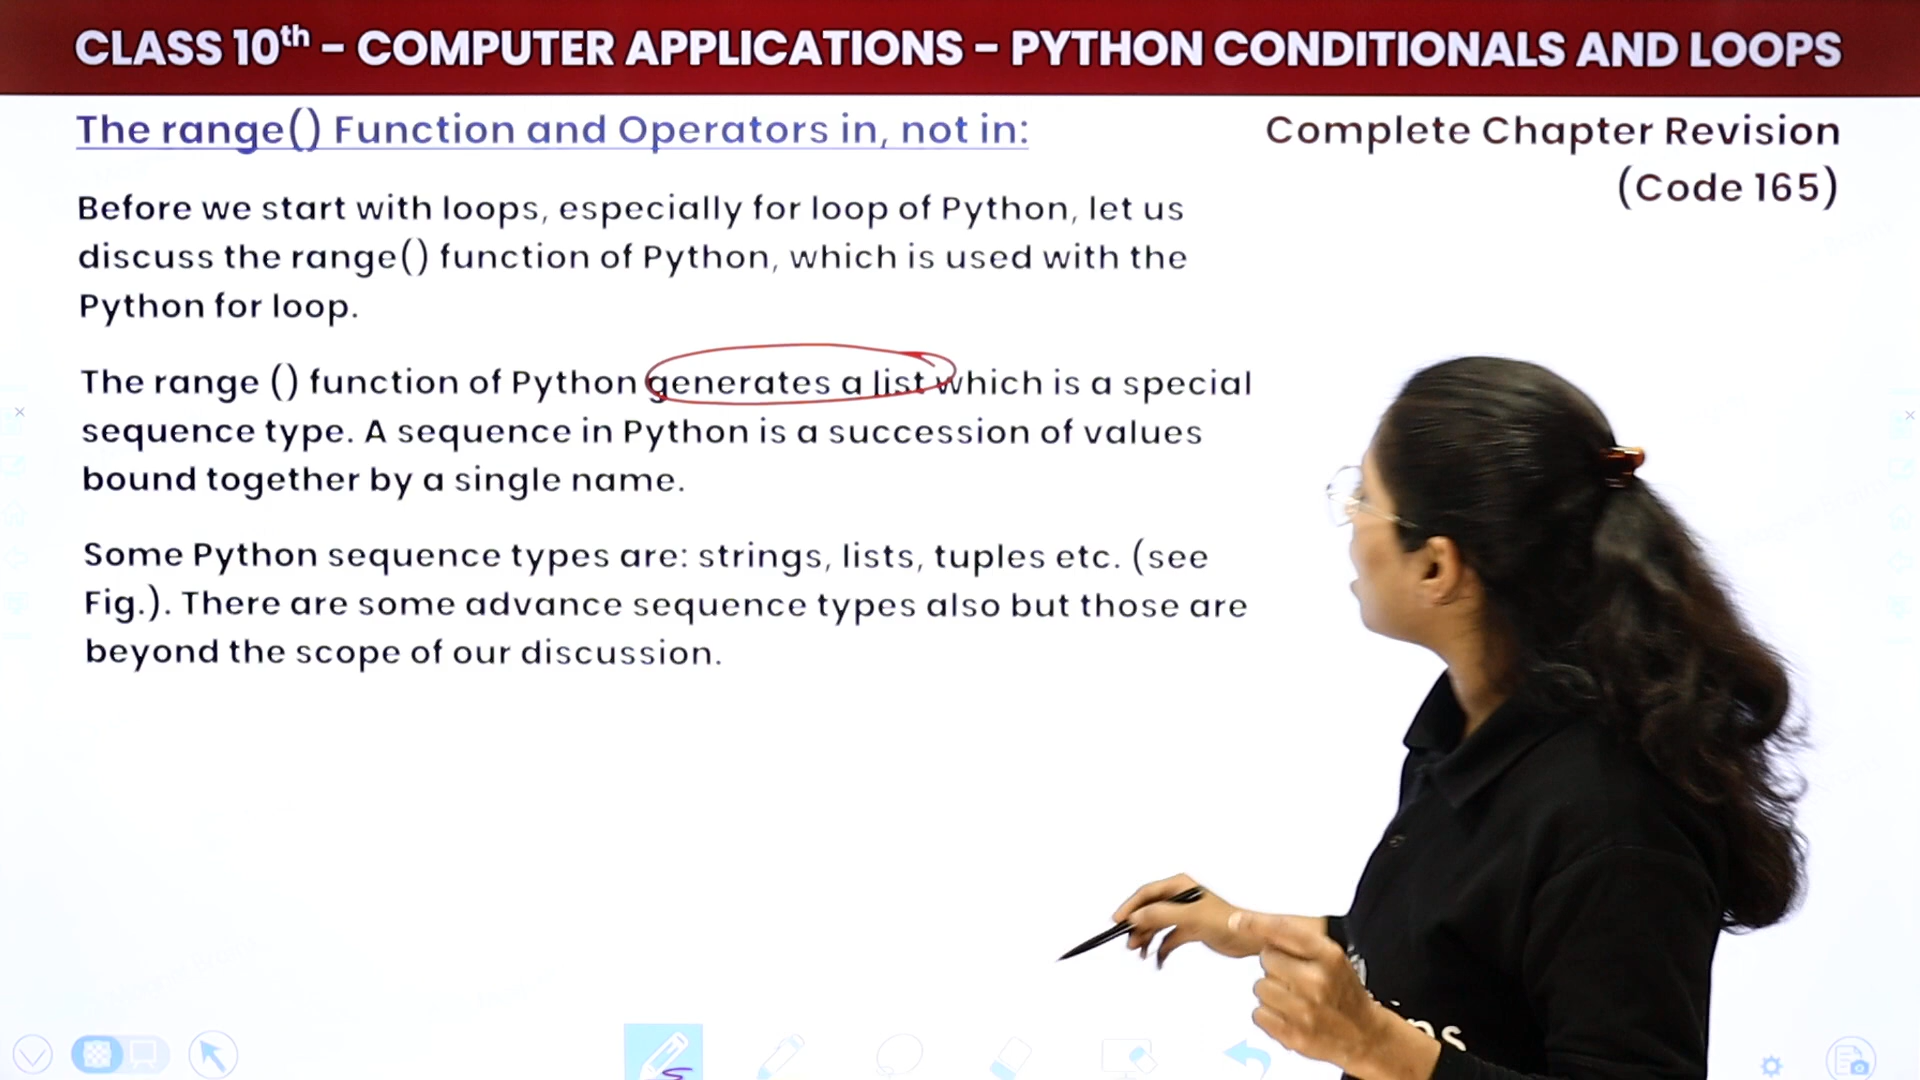 CLASS 10th – COMPUTER APPLICATIONS – PYTHON CONDITIONALS AND LOOPS
The range() Function and Operators in, not in:
Complete Chapter Revision
(Code 165)
Before we start with loops, especially for loop of Python, let us
discuss the range() function of Python, which is used with the
Python for loop.
The range () function of Python generates a list which is a special
sequence type. A sequence in Python is a succession of values
bound together by a single name.
Some Python sequence types are: strings, lists, tuples etc. (see
Fig.). There are some advance sequence types also but those are
beyond the scope of our discussion.